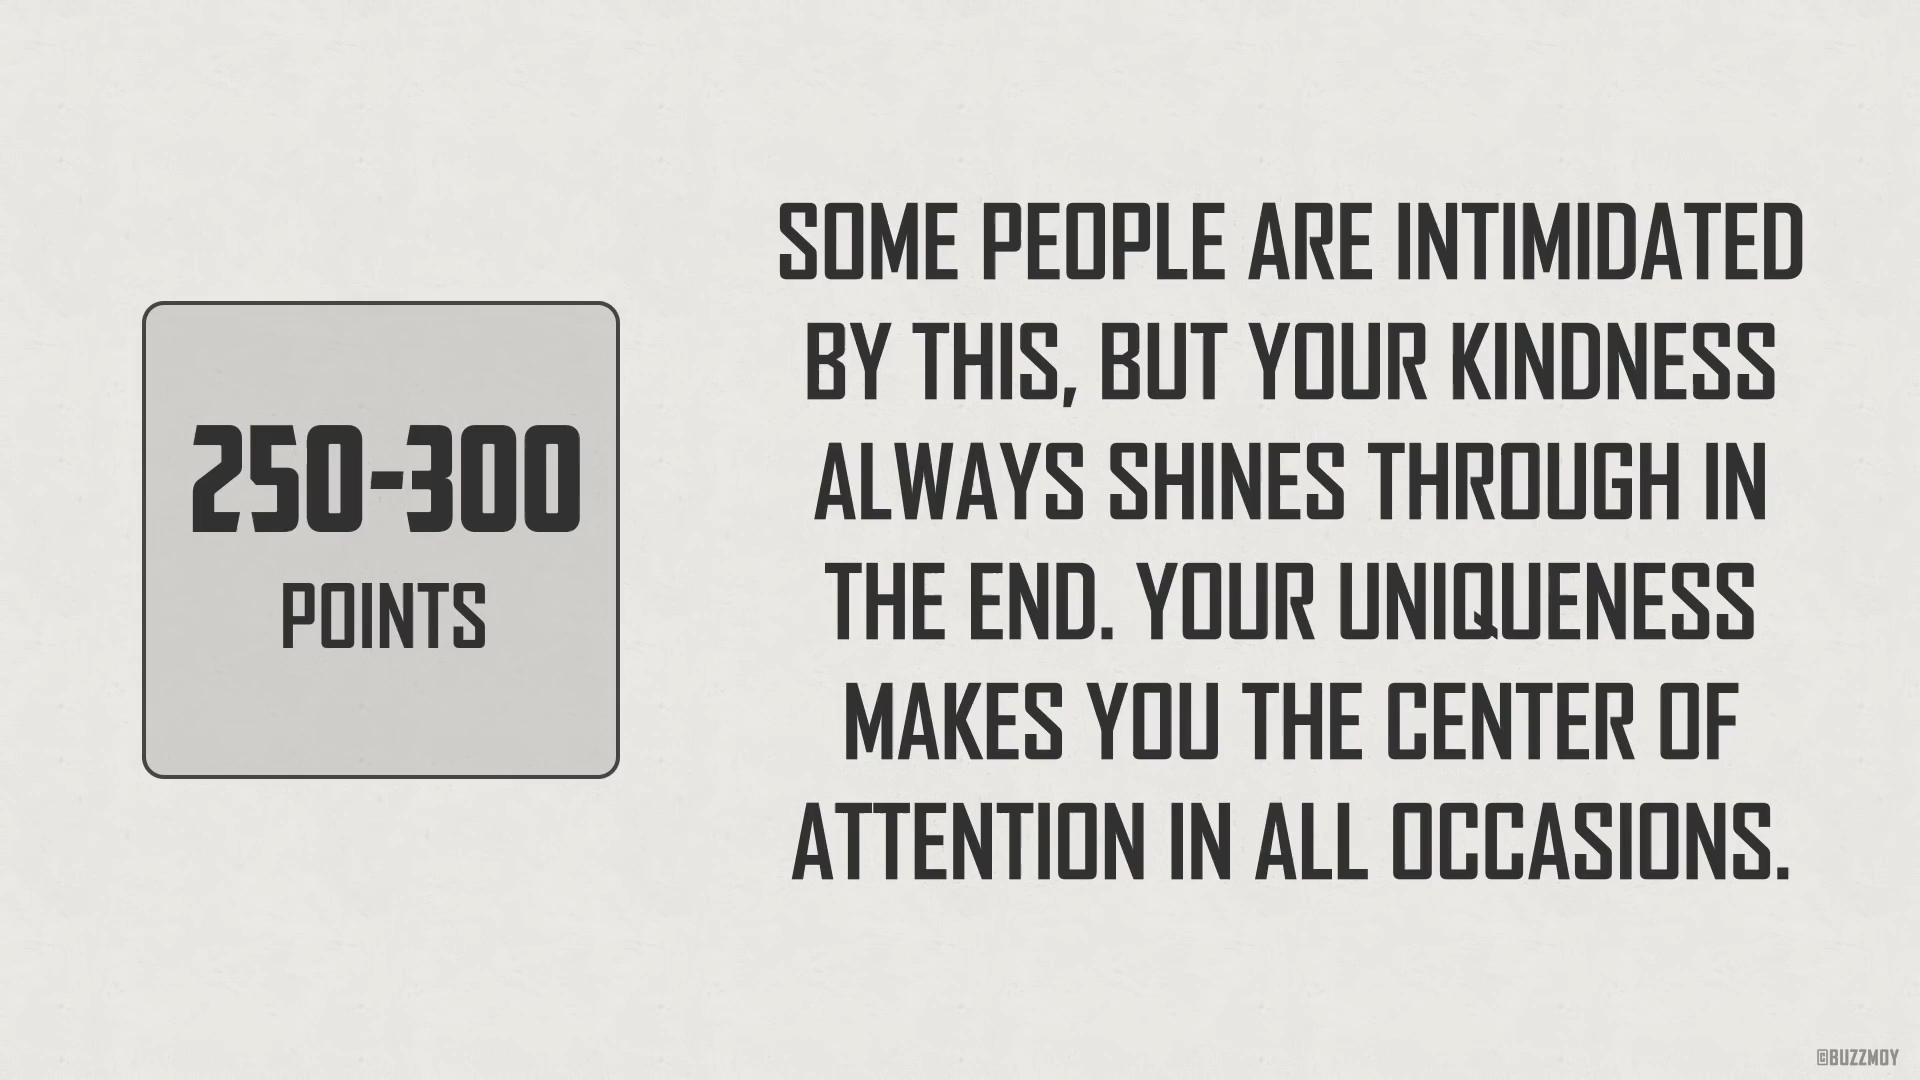 250-300
POINTS
SOME PEOPLE ARE INTIMIDATED
BY THIS, BUT YOUR KINDNESS
ALWAYS SHINES THROUGH IN
THE END. YOUR UNIQUENESS
MAKES YOU THE CENTER OF
ATTENTION IN ALL OCCASIONS.
©BUZZMOY